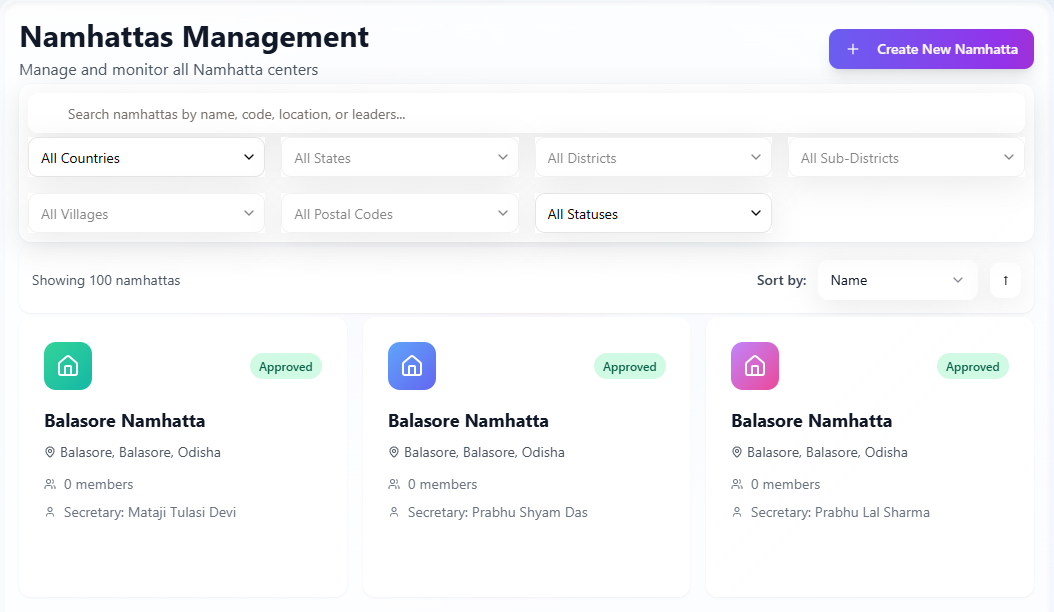 Namhattas Management
Manage and monitor all Namhatta centers
+ Create New Namhatta
Search namhattas by name, code, location, or leaders...
All Countries All States All Districts All Sub-Districts
All Villages All Postal Codes All Statuses
Showing 100 namhattas Sort by: Name ↑
Approved Approved Approved
Balasore Namhatta Balasore Namhatta Balasore Namhatta
Balasore, Balasore, Odisha Balasore, Balasore, Odisha Balasore, Balasore, Odisha
0 members 0 members 0 members
Secretary: Mataji Tulasi Devi Secretary: Prabhu Shyam Das Secretary: Prabhu Lal Sharma